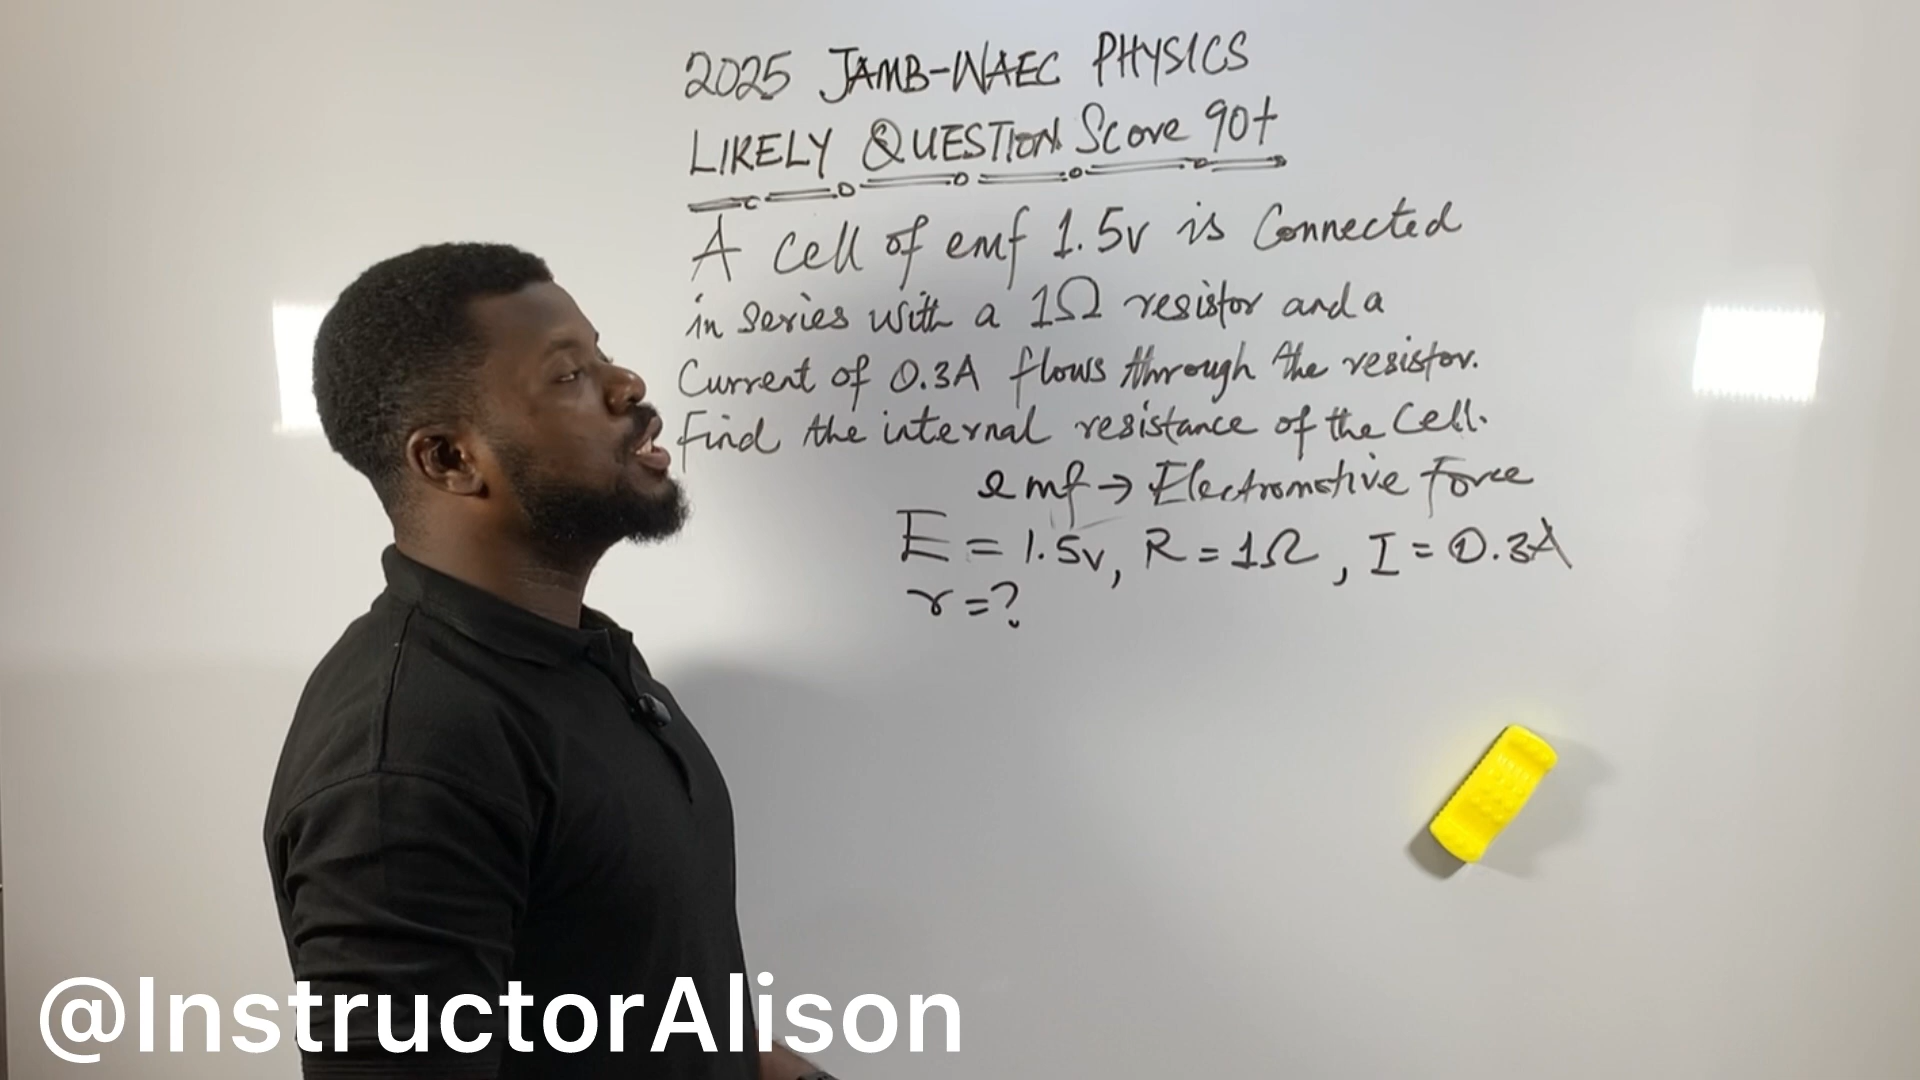 2025 JAMB-WAEC PHYSICS
LIKELY QUESTION Score 90+
A cell of emf 1.5v is Connected
in series with a 1Ω resistor and a
Current of 0.3A flows through the resistor.
Find the internal resistance of the cell.
emf → Electromotive Force
E = 1.5v, R = 1Ω, I = 0.3A
r = ?
@InstructorAlison